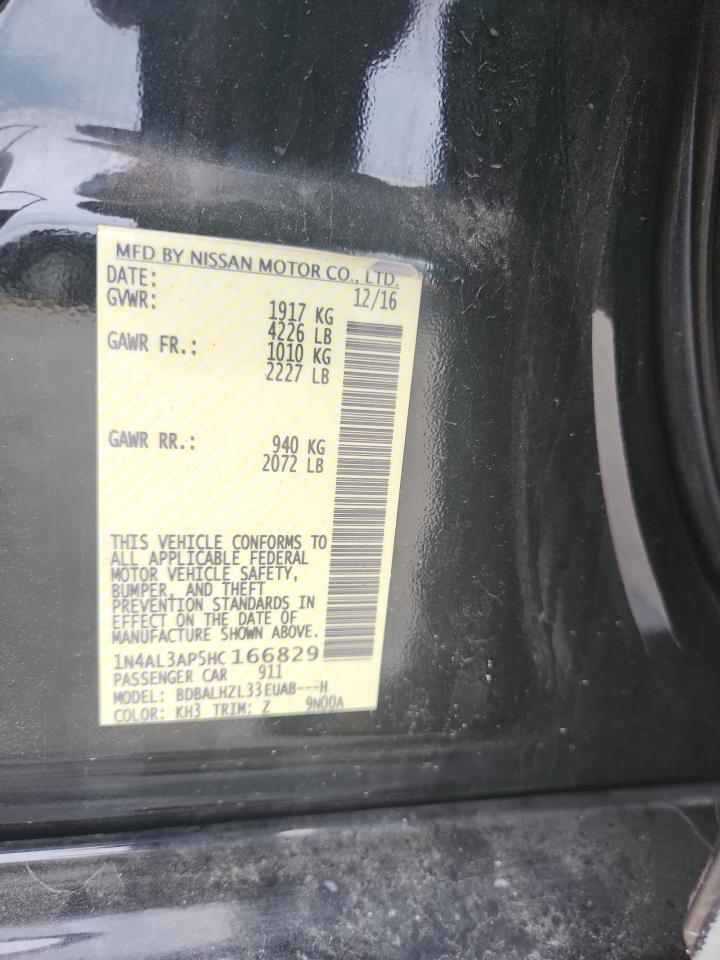 MFD BY NISSAN MOTOR CO., LTD.
DATE: 12/16
GVWR: 1917 KG
4226 LB
GAWR FR.: 1010 KG
2227 LB
GAWR RR.: 940 KG
2072 LB
THIS VEHICLE CONFORMS TO
ALL APPLICABLE FEDERAL
MOTOR VEHICLE SAFETY,
BUMPER, AND THEFT
PREVENTION STANDARDS IN
EFFECT ON THE DATE OF
MANUFACTURE SHOWN ABOVE.
1N4AL3AP5HC166829
PASSENGER CAR 911
MODEL: BDBALHZL33EUAB---H
COLOR: KH3 TRIM: Z 9N00A